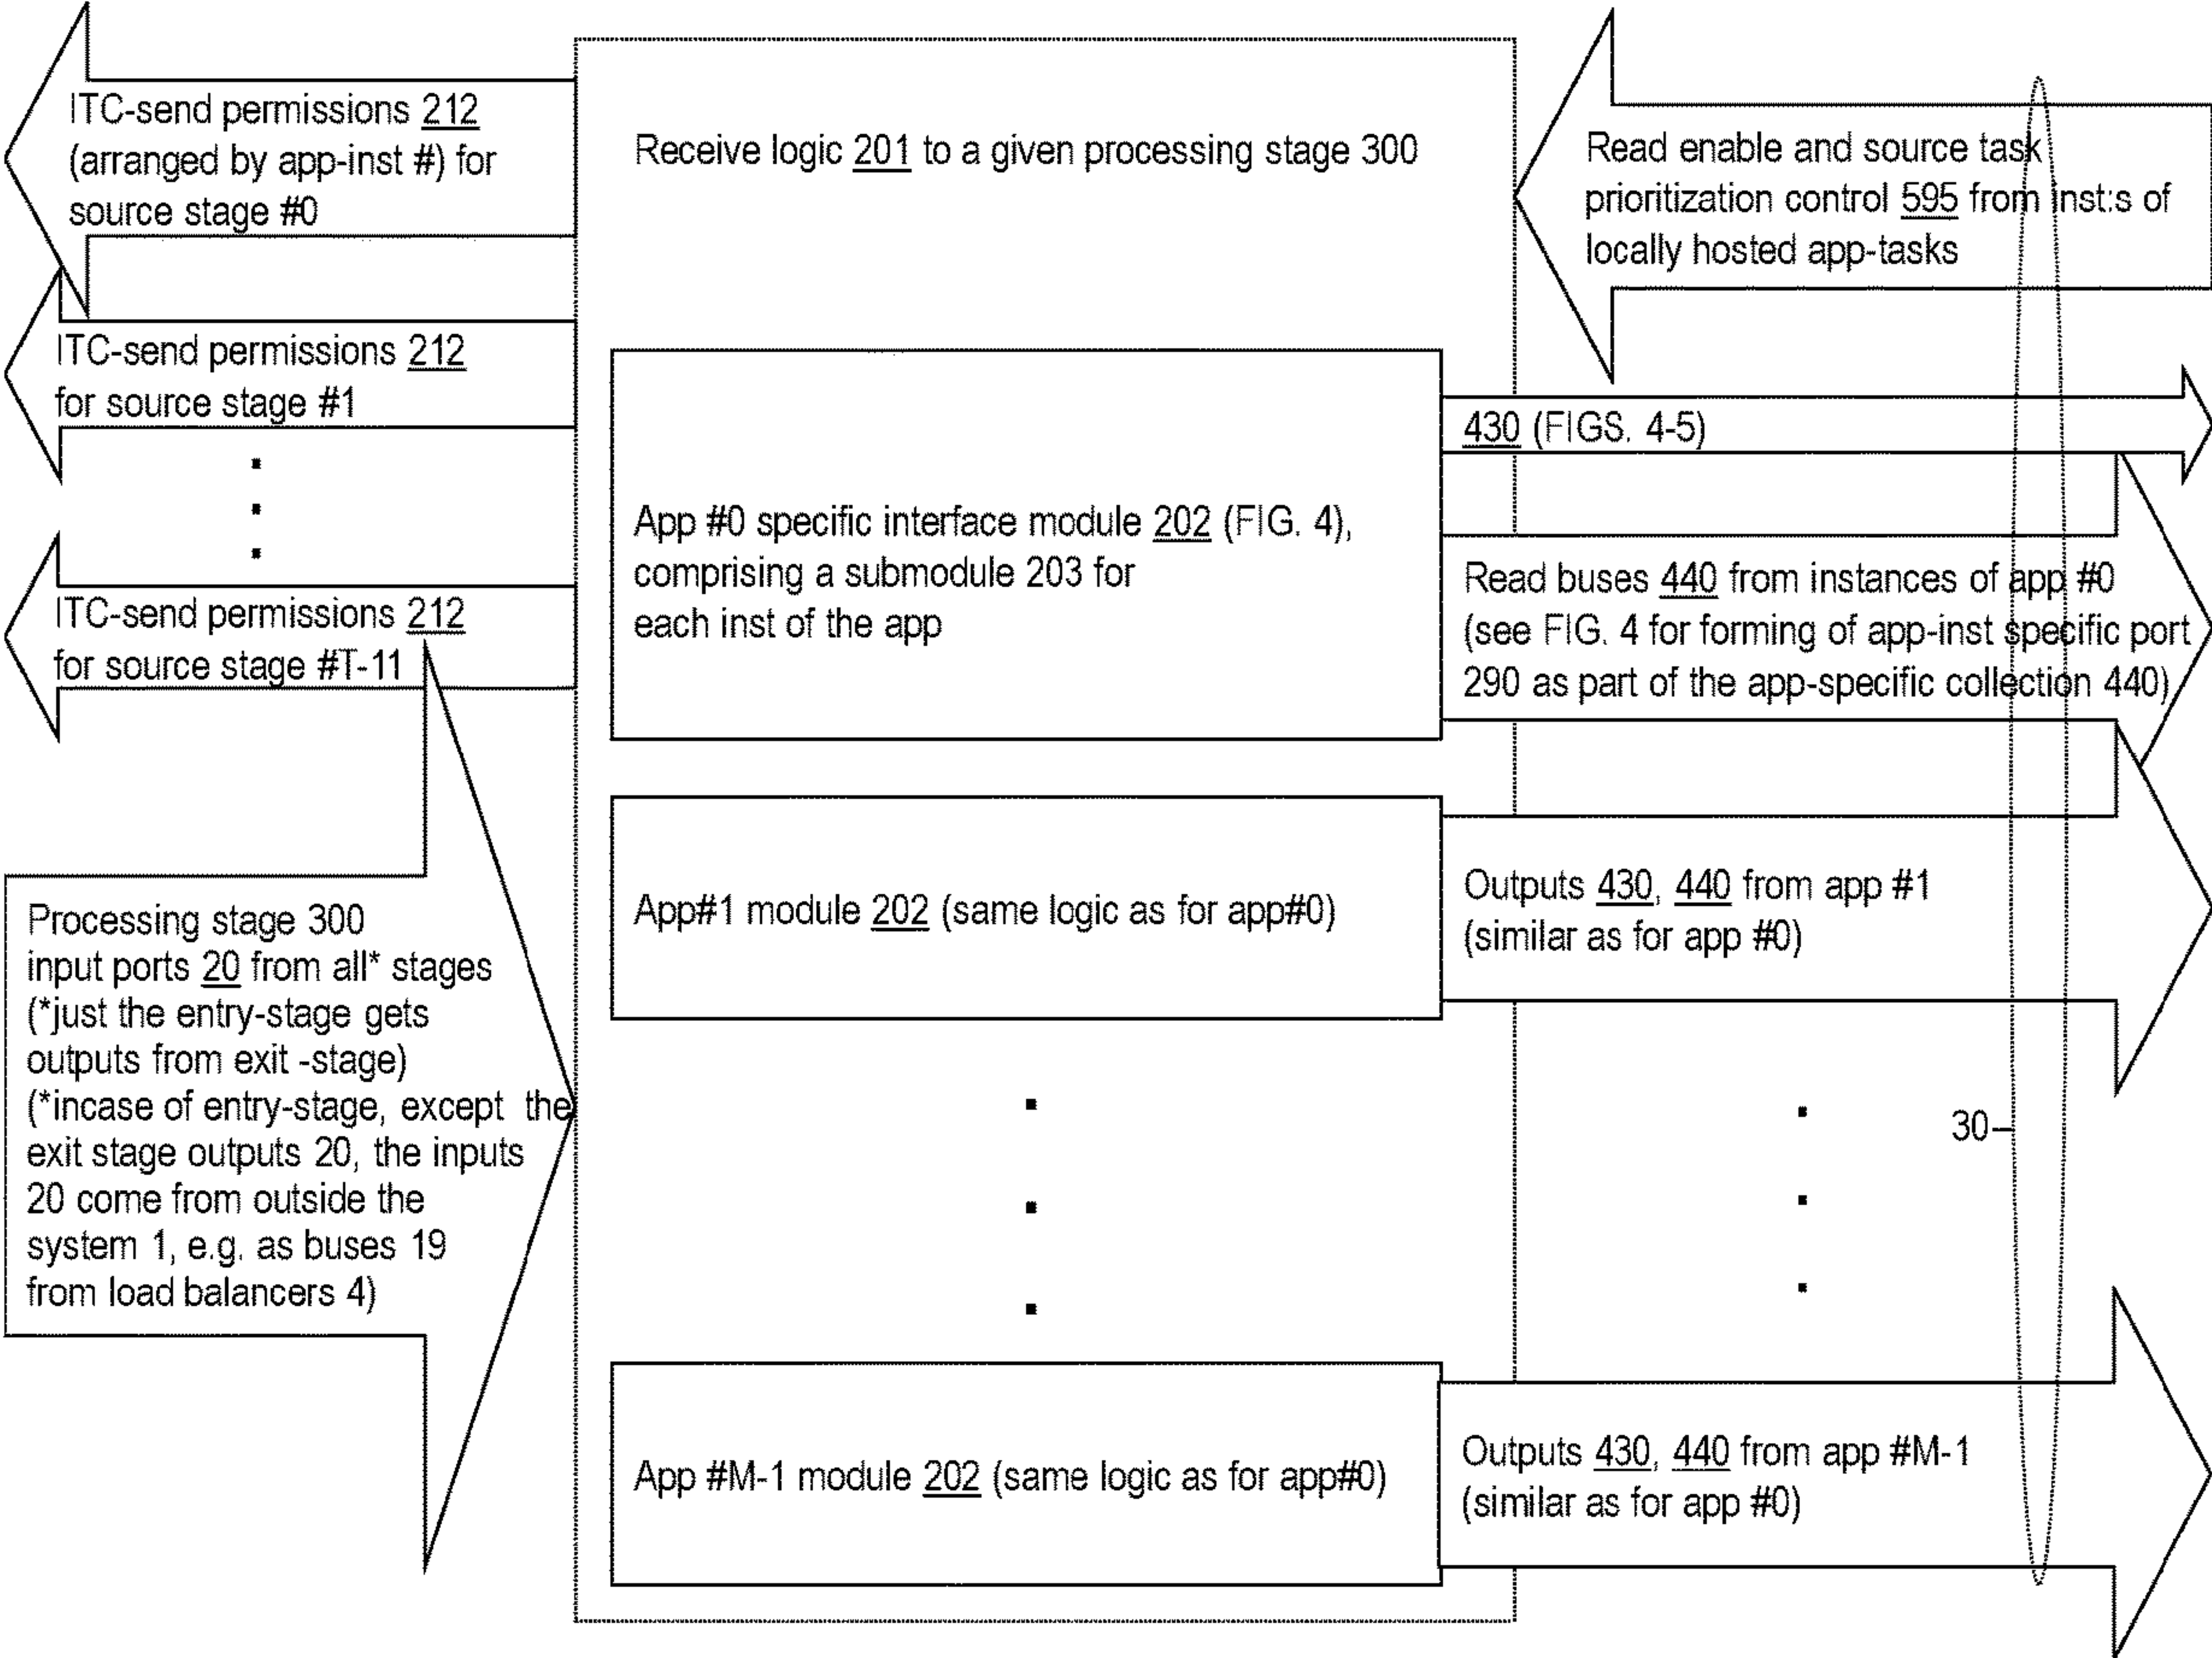 ITC-send permissions 212
(arranged by app-inst #) for
source stage #0
ITC-send permissions 212
for source stage #1
ITC-send permissions 212
for source stage #T-11
Processing stage 300
input ports 20 from all* stages
(*just the entry-stage gets
outputs from exit -stage)
(*incase of entry-stage, except the
exit stage outputs 20, the inputs
20 come from outside the
system 1, e.g. as buses 19
from load balancers 4)
Receive logic 201 to a given processing stage 300
App #0 specific interface module 202 (FIG. 4),
comprising a submodule 203 for
each inst of the app
App#1 module 202 (same logic as for app#0)
App #M-1 module 202 (same logic as for app#0)
Read enable and source task
prioritization control 595 from inst:s of
locally hosted app-tasks
430 (FIGS. 4-5)
Read buses 440 from instances of app #0
(see FIG. 4 for forming of app-inst specific port
290 as part of the app-specific collection 440)
Outputs 430, 440 from app #1
(similar as for app #0)
30
Outputs 430, 440 from app #M-1
(similar as for app #0)